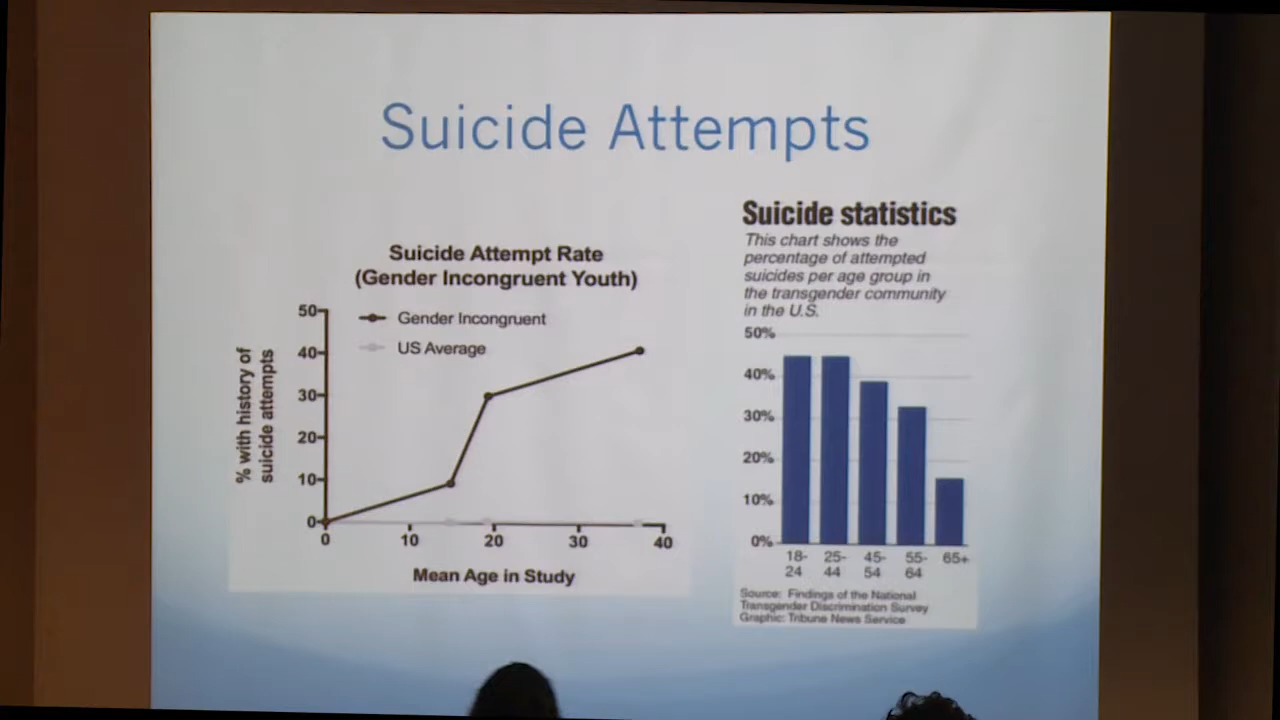 Suicide Attempts
Suicide Attempt Rate
(Gender Incongruent Youth)
Gender Incongruent
US Average
% with history of
suicide attempts
50
40
30
20
10
0
0 10 20 30 40
Mean Age in Study
Suicide statistics
This chart shows the
percentage of attempted
suicides per age group in
the transgender community
in the U.S.
50%
40%
30%
20%
10%
0%
18- 25- 45- 55- 65+
24 44 54 64
Source: Findings of the National
Transgender Discrimination Survey
Graphic: Tribune News Service